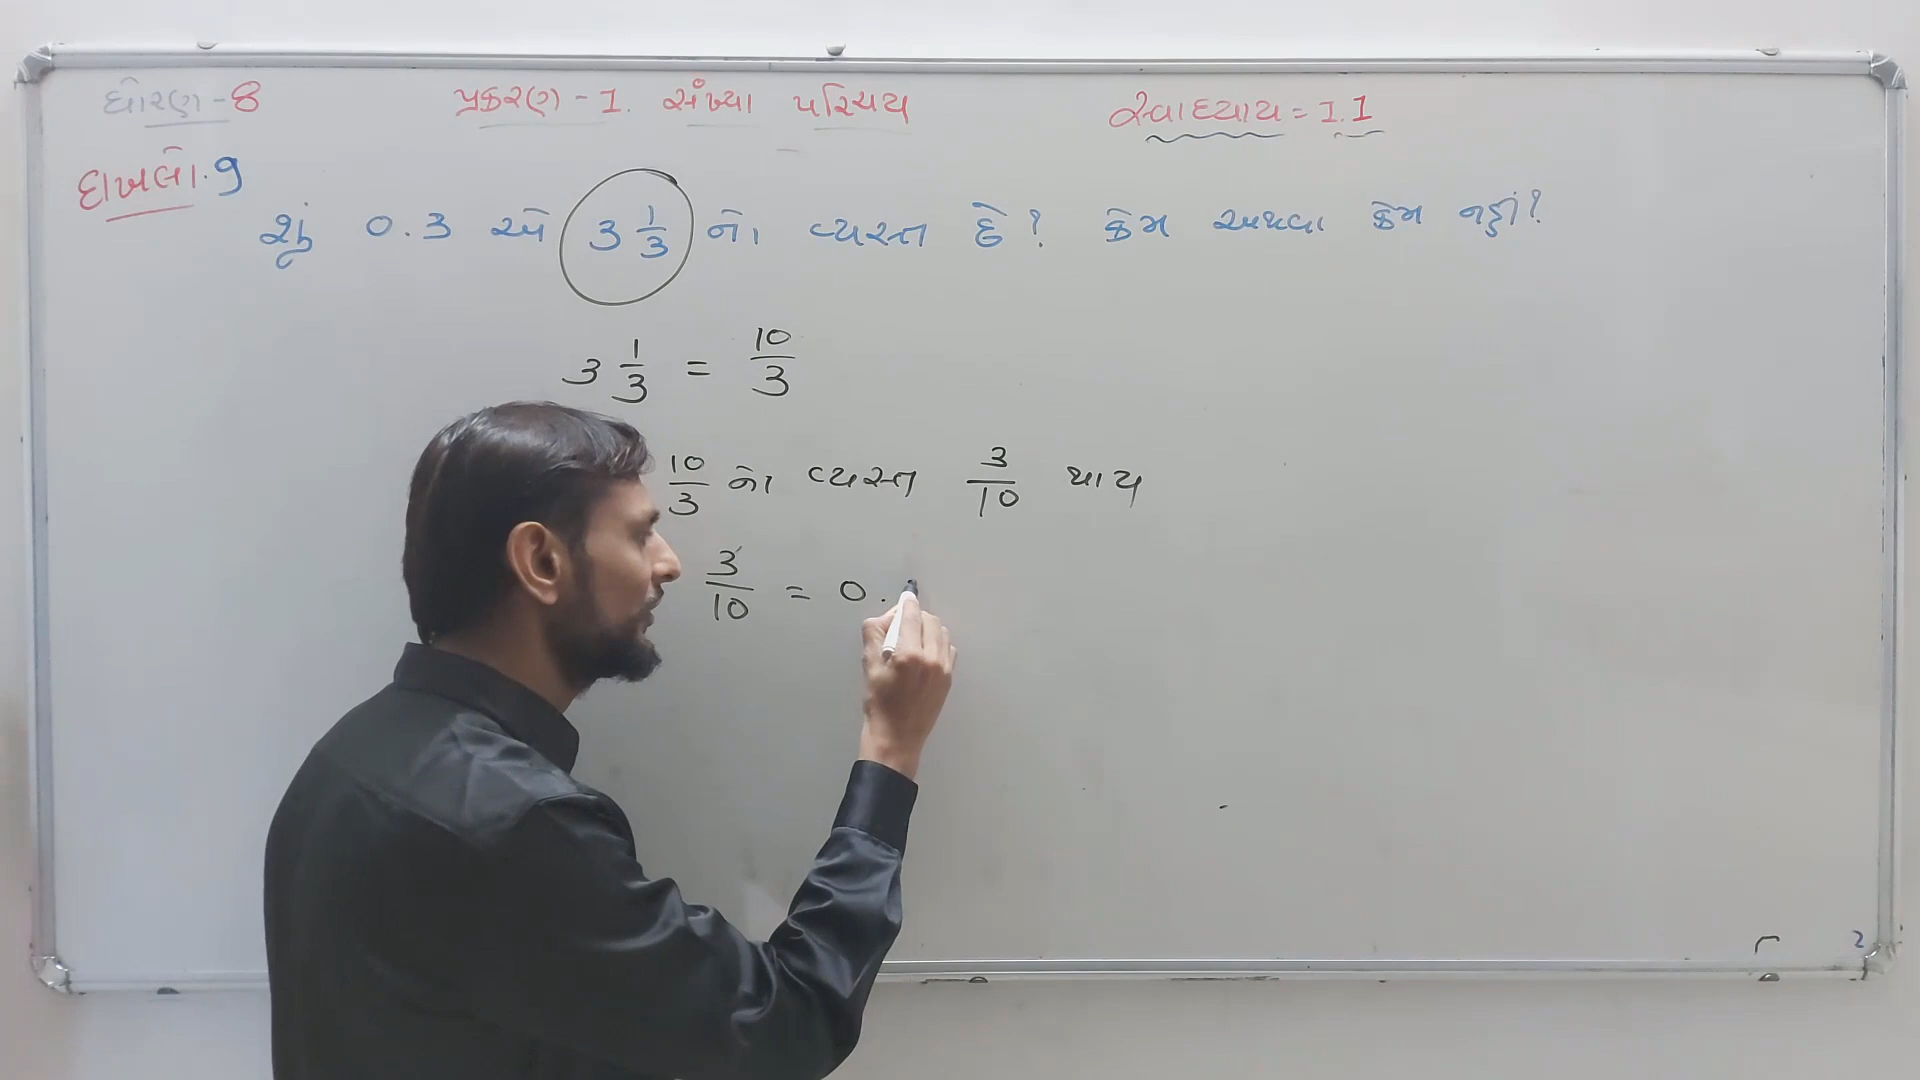 ધોરણ - 8 પ્રકરણ - 1. સંખ્યા પરિચય સ્વાધ્યાય = 1.1
દાખલો. 9
શું 0.3 એ 3 1/3 નો વ્યસ્ત છે? કેમ અથવા કેમ નહીં?
3 1/3 = 10/3
10/3 નો વ્યસ્ત 3/10 થાય
3/10 = 0.
2